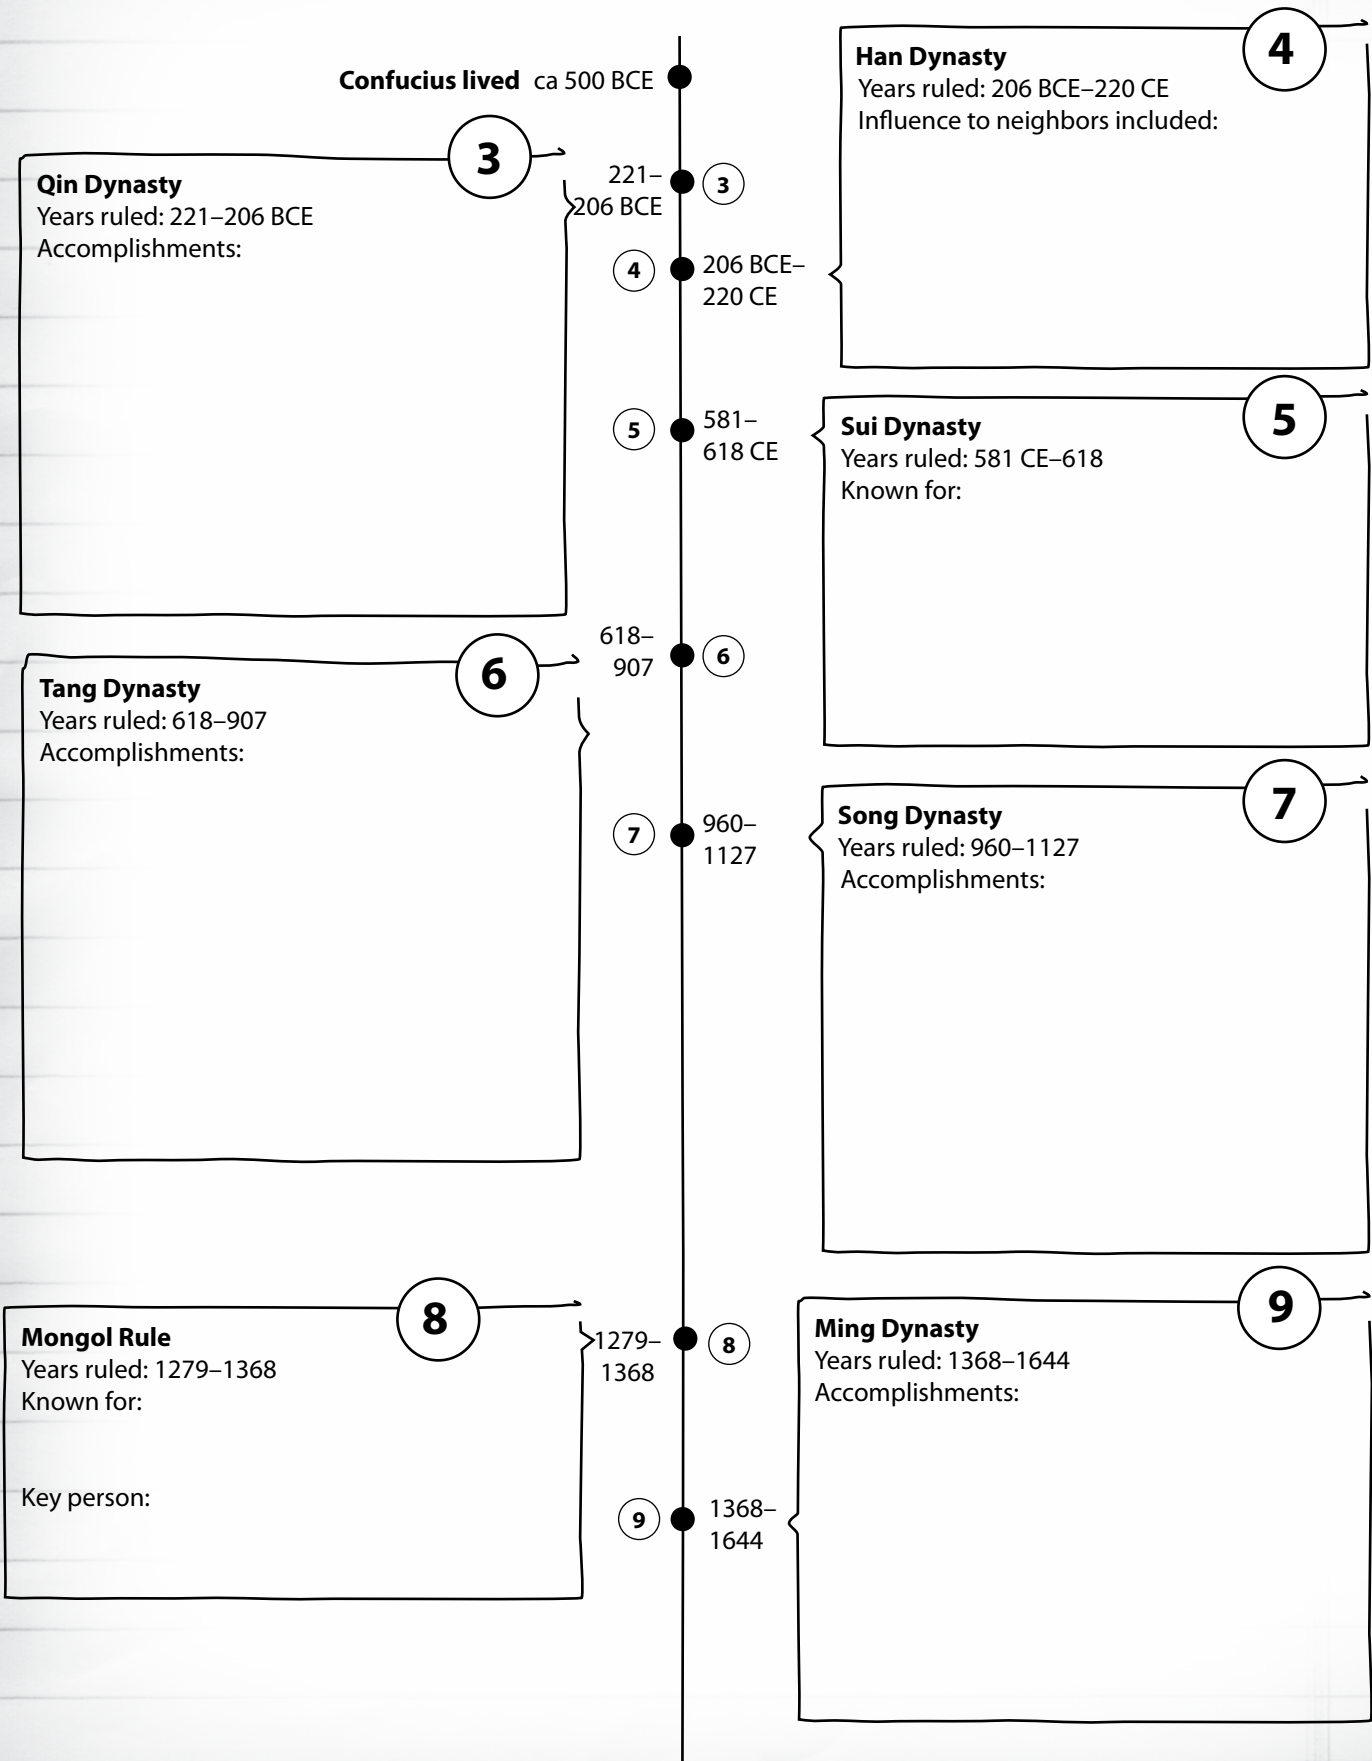 Confucius lived ca 500 BCE
3
Qin Dynasty
Years ruled: 221–206 BCE
Accomplishments:
221–
206 BCE
3
4
Han Dynasty
Years ruled: 206 BCE–220 CE
Influence to neighbors included:
4
206 BCE–
220 CE
5
581–
618 CE
5
Sui Dynasty
Years ruled: 581 CE–618
Known for:
618–
907
6
6
Tang Dynasty
Years ruled: 618–907
Accomplishments:
7
960–
1127
7
Song Dynasty
Years ruled: 960–1127
Accomplishments:
8
Mongol Rule
Years ruled: 1279–1368
Known for:
Key person:
1279–
1368
8
9
Ming Dynasty
Years ruled: 1368–1644
Accomplishments:
9
1368–
1644